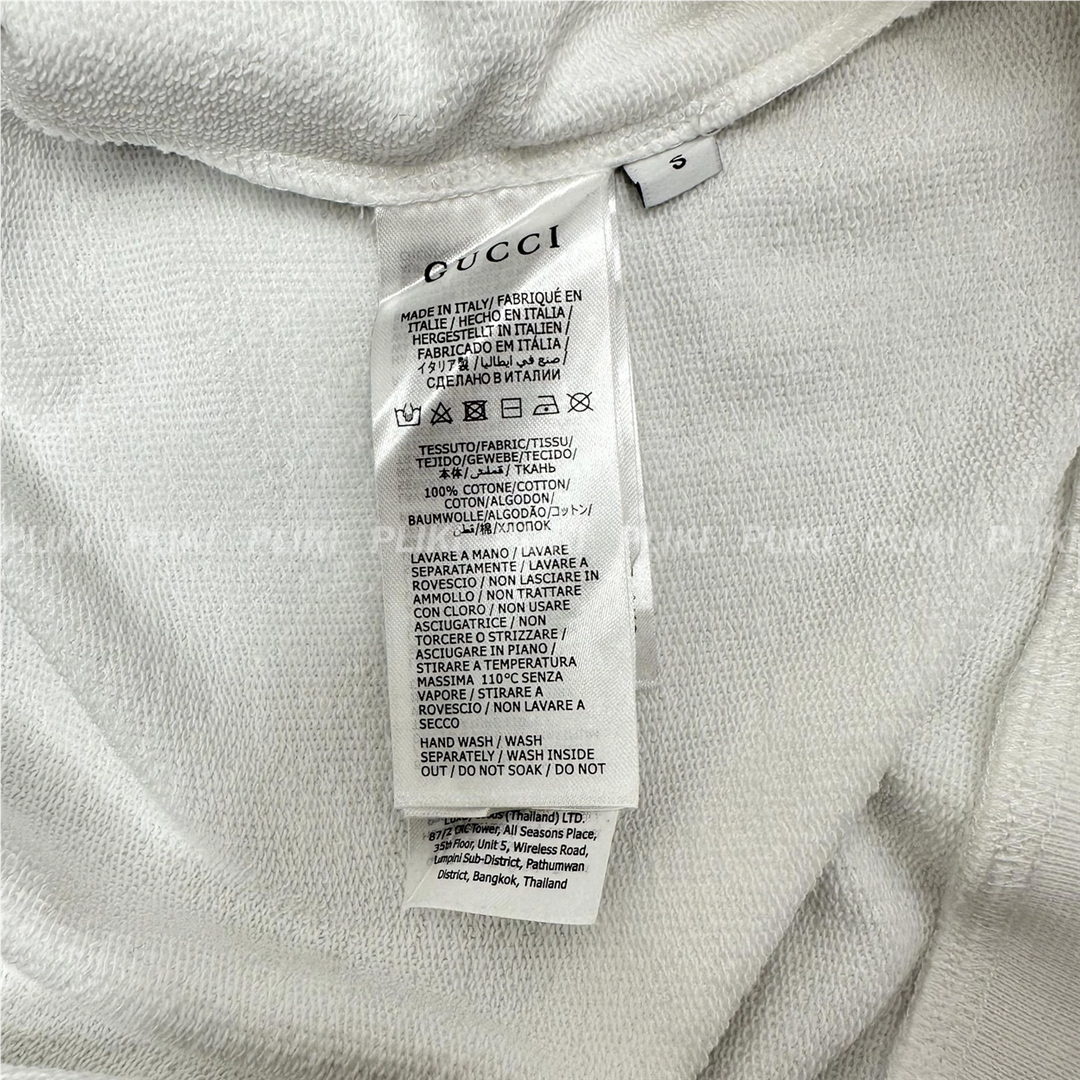 S
GUCCI
MADE IN ITALY/ FABRIQUÉ EN
ITALIE / HECHO EN ITALIA /
HERGESTELLT IN ITALIEN /
FABRICADO EM ITÁLIA /
イタリア製 / صنع في ايطاليا /
СДЕЛАНО В ИТАЛИИ
TESSUTO/FABRIC/TISSU/
TEJIDO/GEWEBE/TECIDO/
本体/ قماش / ТКАНЬ
100% COTONE/COTTON/
COTON/ALGODON/
BAUMWOLLE/ALGODÃO/コットン/
قطن/棉/ХЛОПОК
LAVARE A MANO / LAVARE
SEPARATAMENTE / LAVARE A
ROVESCIO / NON LASCIARE IN
AMMOLLO / NON TRATTARE
CON CLORO / NON USARE
ASCIUGATRICE / NON
TORCERE O STRIZZARE /
ASCIUGARE IN PIANO /
STIRARE A TEMPERATURA
MASSIMA 110°C SENZA
VAPORE / STIRARE A
ROVESCIO / NON LAVARE A
SECCO
HAND WASH / WASH
SEPARATELY / WASH INSIDE
OUT / DO NOT SOAK / DO NOT
(Thailand) LTD.
87/2 CRC Tower, All Seasons Place,
35th Floor, Unit 5, Wireless Road,
Lumpini Sub-District, Pathumwan
District, Bangkok, Thailand